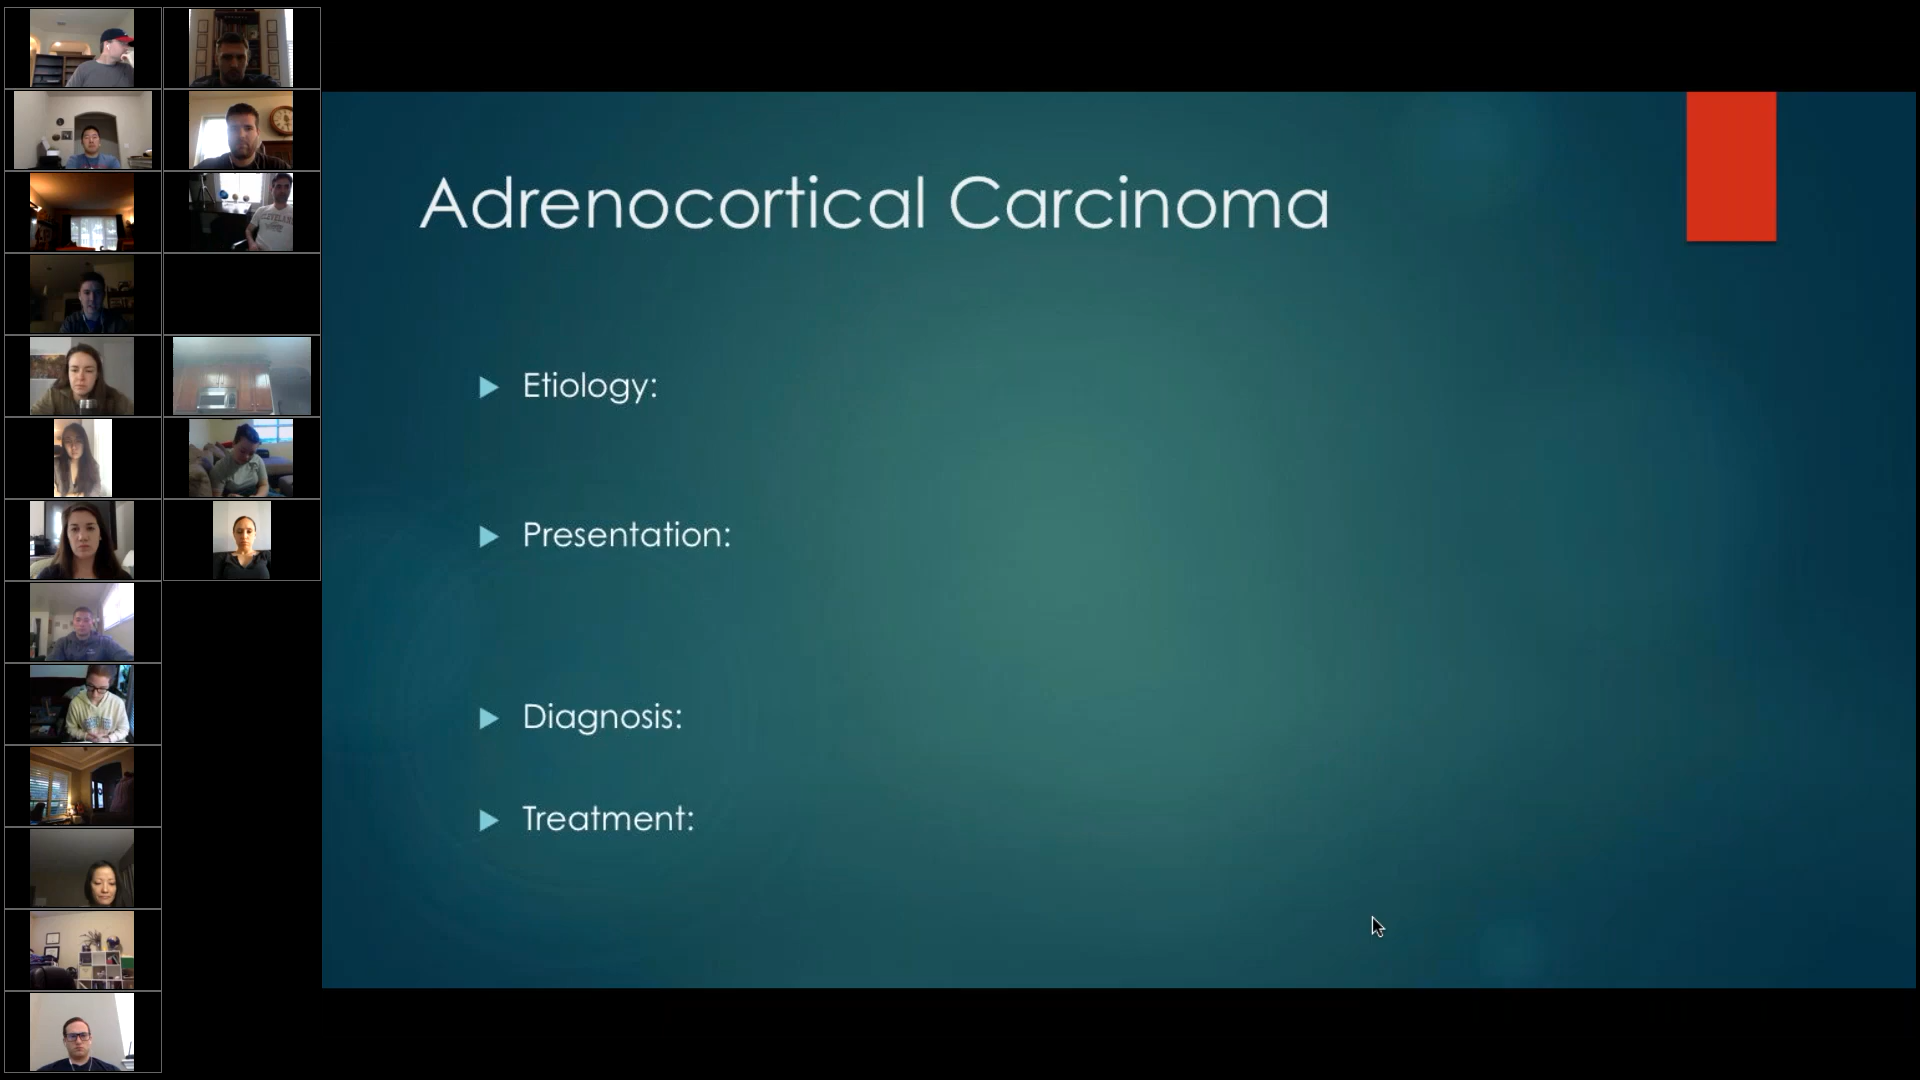 Adrenocortical Carcinoma
Etiology:
Presentation:
Diagnosis:
Treatment: